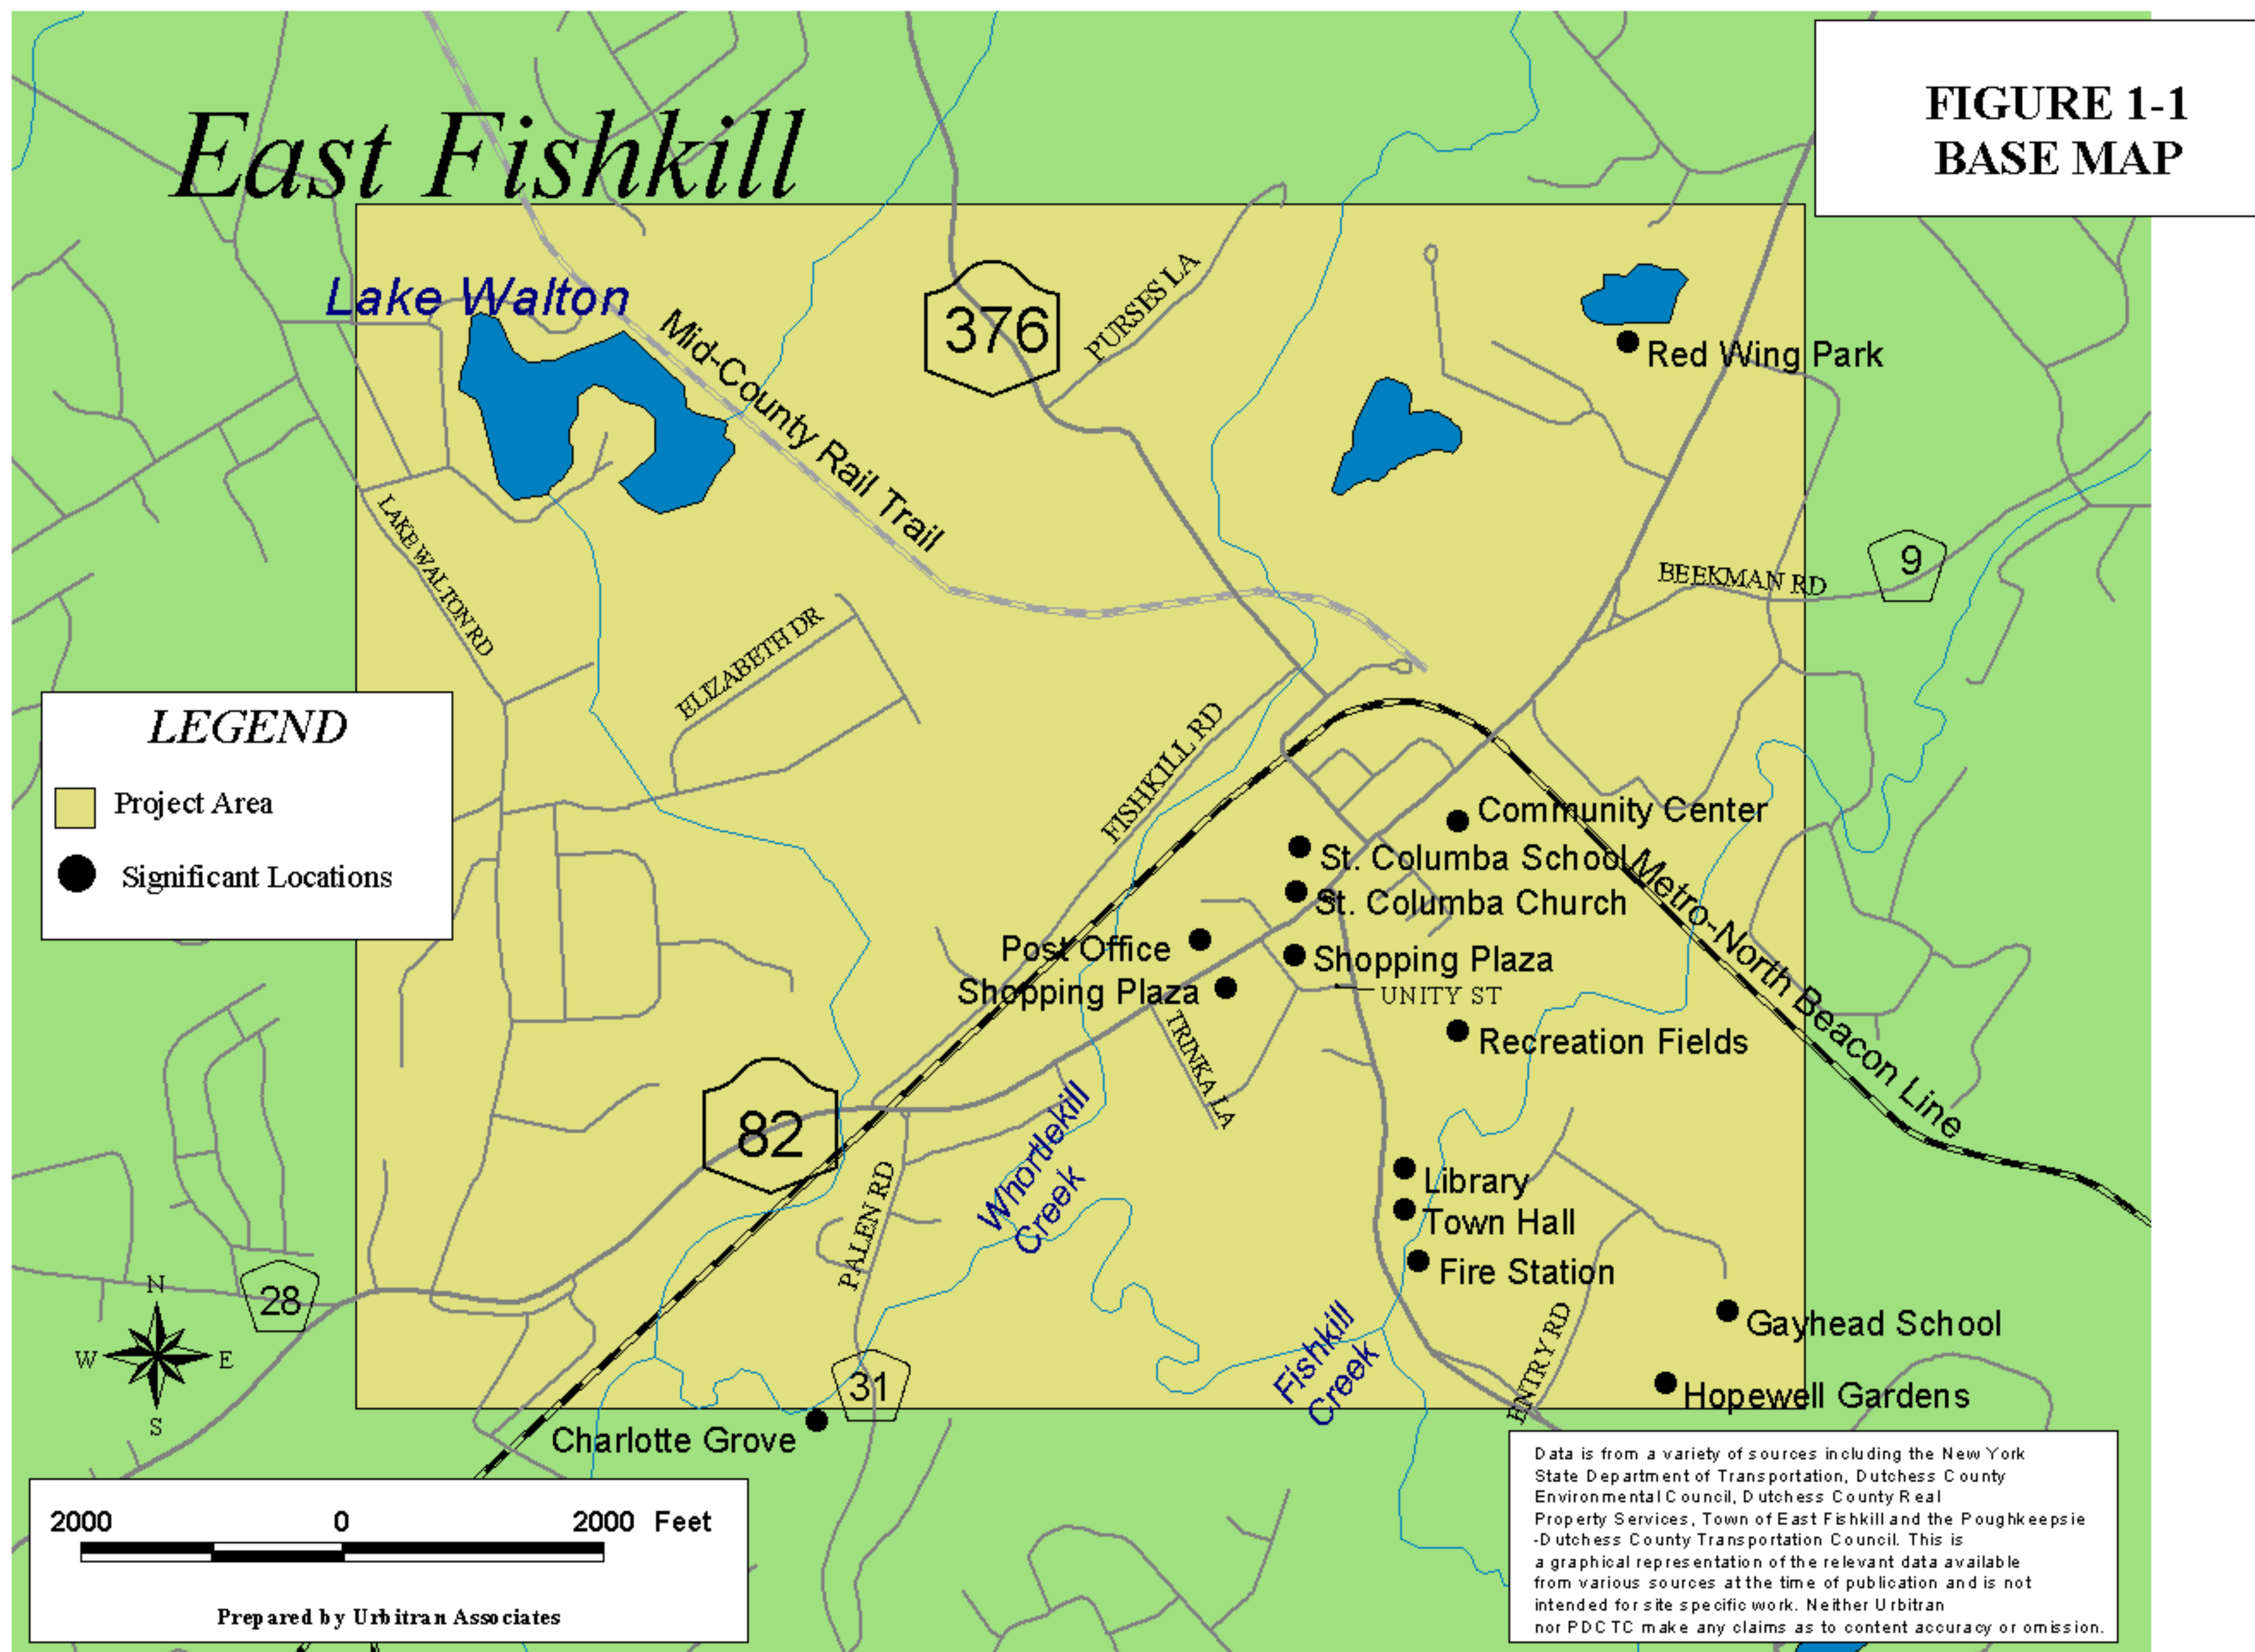 FIGURE 1-1
BASE MAP
East Fishkill
Lake Walton
Mid-County Rail Trail
376
PURSES LA
Red Wing Park
LAKE WALTON RD
ELIZABETH DR
BEEKMAN RD
9
FISHKILL RD
LEGEND
Project Area
Significant Locations
Community Center
St. Columba School
St. Columba Church
Metro-North Beacon Line
Post Office
Shopping Plaza
Shopping Plaza
UNITY ST
TRINKA LA
Recreation Fields
82
PALEN RD
Whortlekill
Creek
Library
Town Hall
Fire Station
28
N
W
E
S
ENTRY RD
Gayhead School
Fishkill
Creek
31
Hopewell Gardens
Charlotte Grove
2000 0 2000 Feet
Prepared by Urbitran Associates
Data is from a variety of sources including the New York
State Department of Transportation, Dutchess County
Environmental Council, Dutchess County Real
Property Services, Town of East Fishkill and the Poughkeepsie
-Dutchess County Transportation Council. This is
a graphical representation of the relevant data available
from various sources at the time of publication and is not
intended for site specific work. Neither Urbitran
nor PDCTC make any claims as to content accuracy or omission.